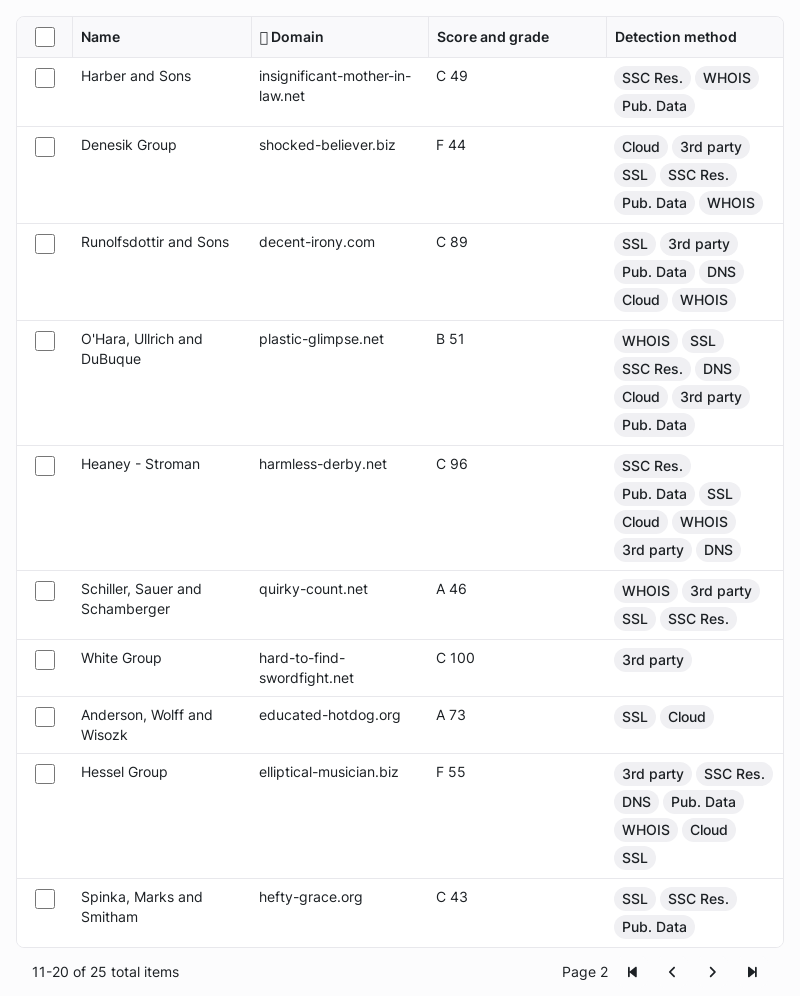 Name Domain Score and grade Detection method
Harber and Sons insignificant-mother-in- C 49 SSC Res. WHOIS
law.net Pub. Data
Denesik Group shocked-believer.biz F 44 Cloud 3rd party
SSL SSC Res.
Pub. Data WHOIS
Runolfsdottir and Sons decent-irony.com C 89 SSL 3rd party
Pub. Data DNS
Cloud WHOIS
O'Hara, Ullrich and plastic-glimpse.net B 51 WHOIS SSL
DuBuque SSC Res. DNS
Cloud 3rd party
Pub. Data
Heaney - Stroman harmless-derby.net C 96 SSC Res.
Pub. Data SSL
Cloud WHOIS
3rd party DNS
Schiller, Sauer and quirky-count.net A 46 WHOIS 3rd party
Schamberger SSL SSC Res.
White Group hard-to-find- C 100 3rd party
swordfight.net
Anderson, Wolff and educated-hotdog.org A 73 SSL Cloud
Wisozk
Hessel Group elliptical-musician.biz F 55 3rd party SSC Res.
DNS Pub. Data
WHOIS Cloud
SSL
Spinka, Marks and hefty-grace.org C 43 SSL SSC Res.
Smitham Pub. Data
11-20 of 25 total items Page 2